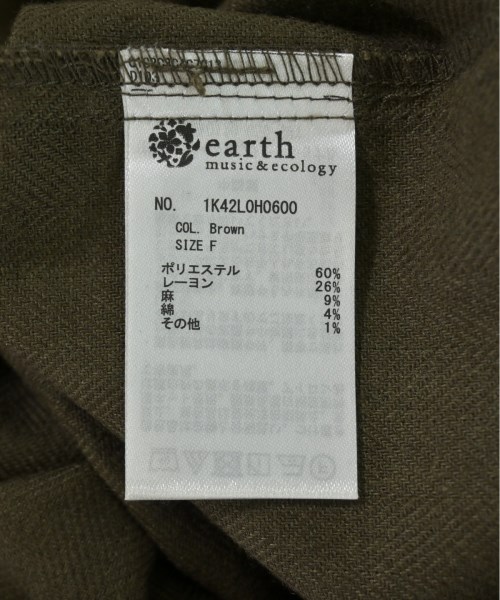 earth
music&ecology
NO. 1K42L0H0600
COL. Brown
SIZE F
ポリエステル 60%
レーヨン 26%
麻 9%
綿 4%
その他 1%